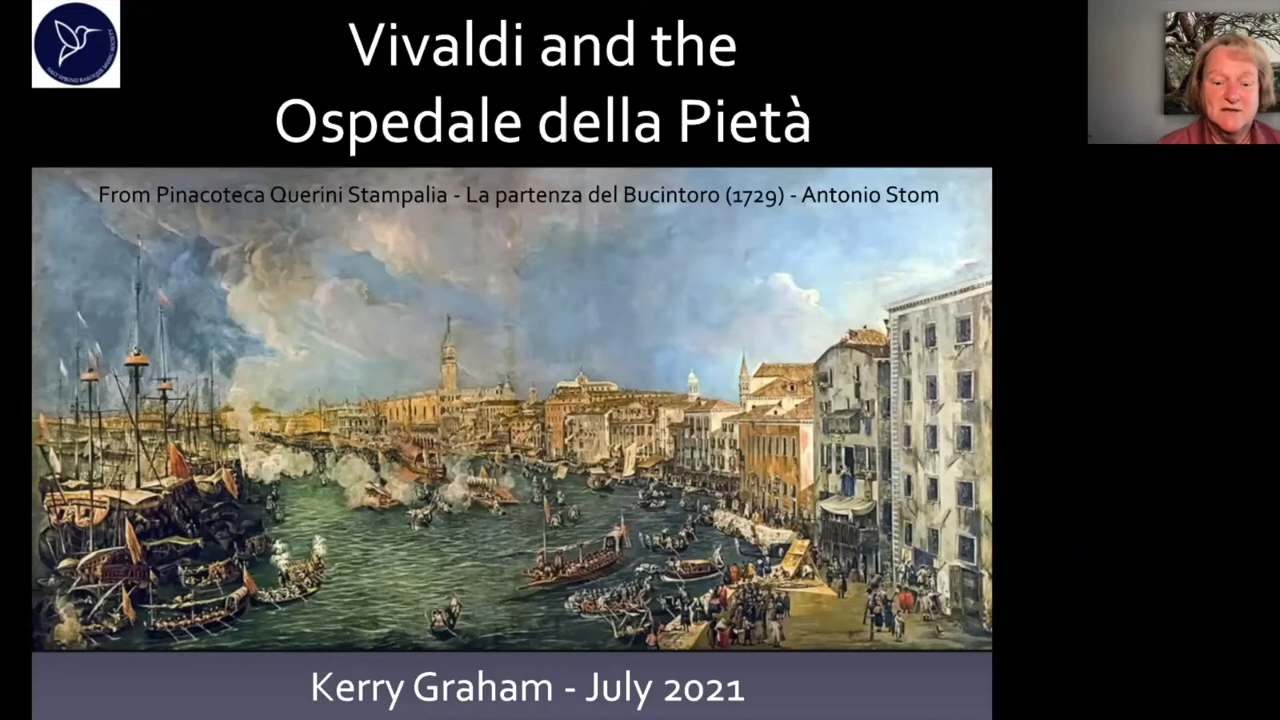 Vivaldi and the
Ospedale della Pietà
From Pinacoteca Querini Stampalia - La partenza del Bucintoro (1729) - Antonio Stom
Kerry Graham - July 2021